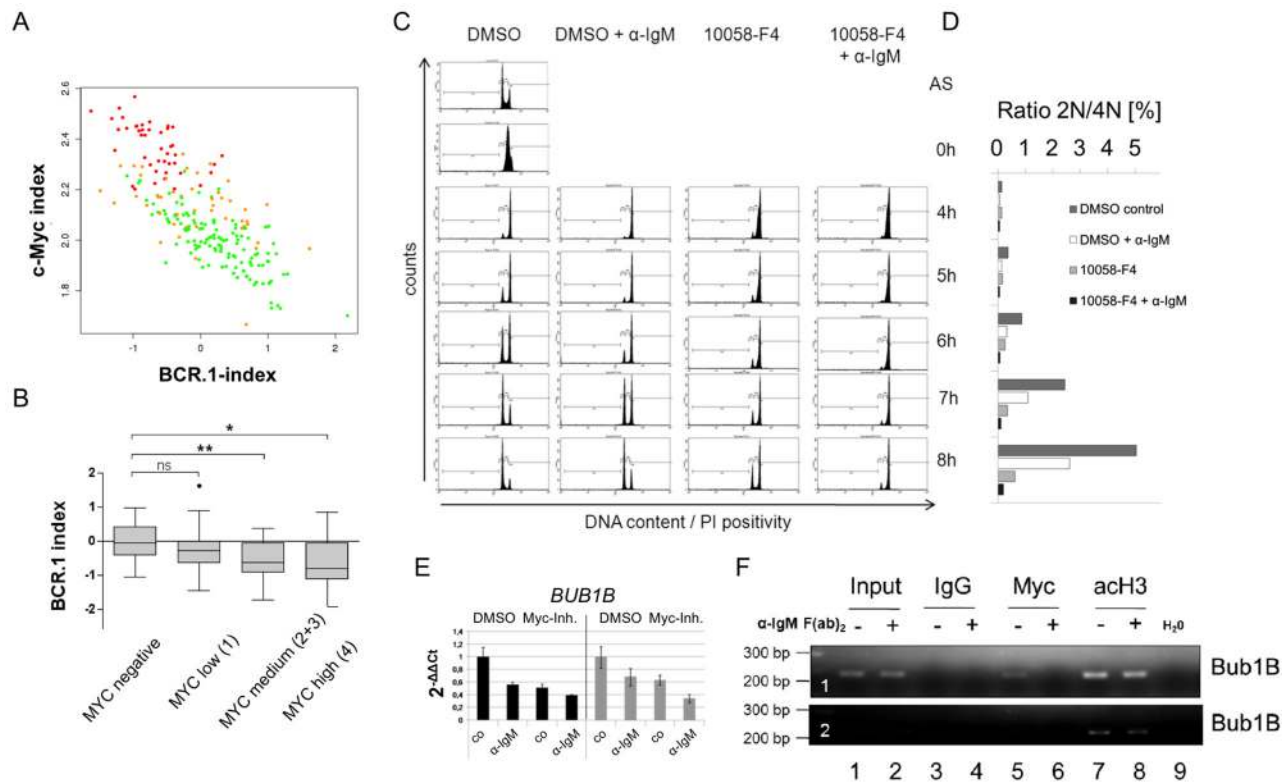 A
c-Myc index
2.6
2.4
2.2
2.0
1.8
-1 0 1 2
BCR.1-index
B
* 
**
ns
BCR.1 index
2
1
0
-1
-2
MYC negative
MYC low (1)
MYC medium (2+3)
MYC high (4)
C
DMSO DMSO + α-IgM 10058-F4 10058-F4 + α-IgM
counts
AS
0h
4h
5h
6h
7h
8h
DNA content / PI positivity
D
Ratio 2N/4N [%]
0 1 2 3 4 5
DMSO control
DMSO + α-IgM
10058-F4
10058-F4 + α-IgM
E
BUB1B
DMSO Myc-Inh. DMSO Myc-Inh.
2-ΔΔCt
1,4
1,2
1
0,8
0,6
0,4
0,2
0
co α-IgM co α-IgM co α-IgM co α-IgM
F
Input IgG Myc acH3
α-IgM F(ab)2 - + - + - + - + H20
300 bp
200 bp
1
Bub1B
300 bp
200 bp
2
Bub1B
1 2 3 4 5 6 7 8 9